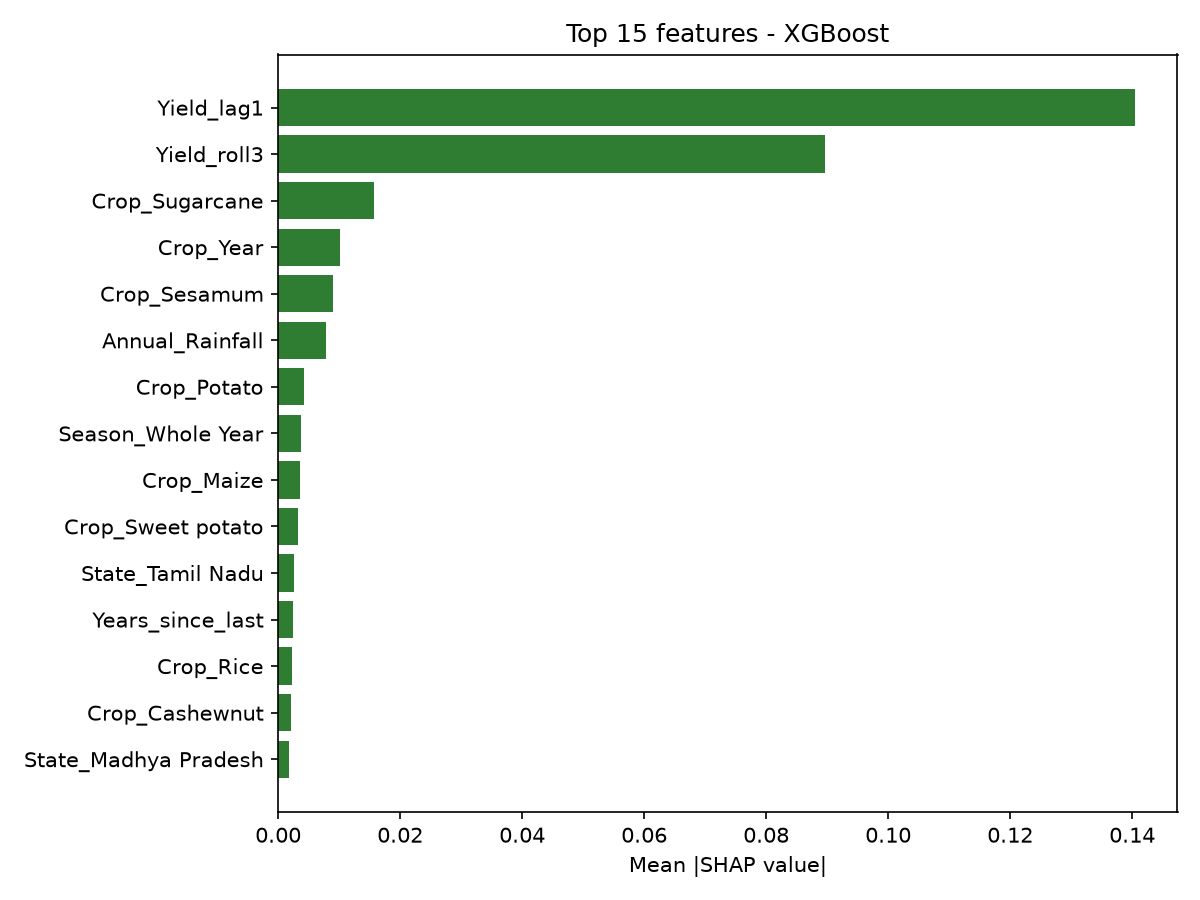 Top 15 features - XGBoost
Yield_lag1
Yield_roll3
Crop_Sugarcane
Crop_Year
Crop_Sesamum
Annual_Rainfall
Crop_Potato
Season_Whole Year
Crop_Maize
Crop_Sweet potato
State_Tamil Nadu
Years_since_last
Crop_Rice
Crop_Cashewnut
State_Madhya Pradesh
0.00 0.02 0.04 0.06 0.08 0.10 0.12 0.14
Mean |SHAP value|